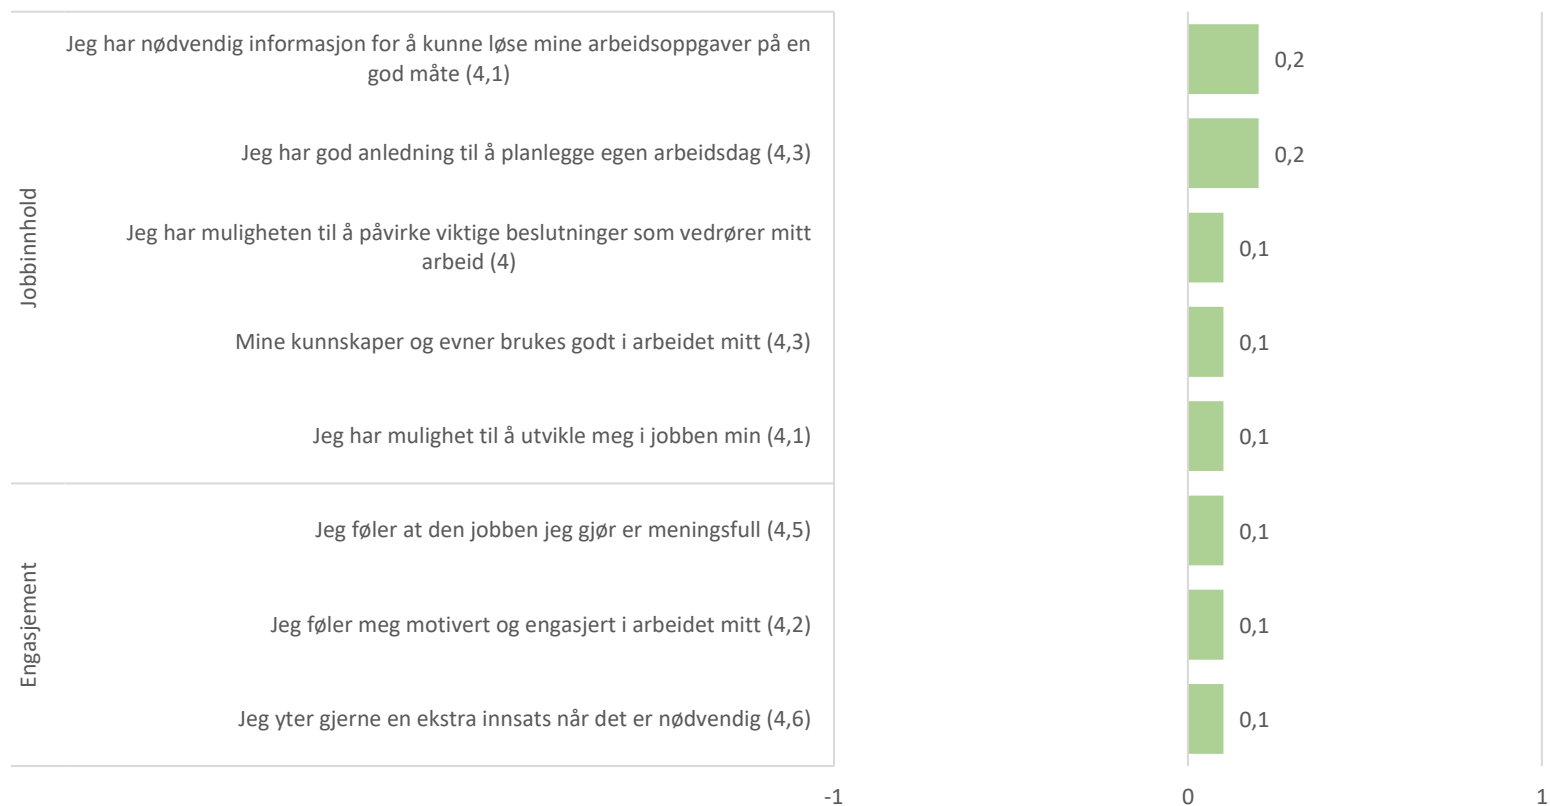 Jobbinnhold
Jeg har nødvendig informasjon for å kunne løse mine arbeidsoppgaver på en
god måte (4,1)
0,2
Jeg har god anledning til å planlegge egen arbeidsdag (4,3)
0,2
Jeg har muligheten til å påvirke viktige beslutninger som vedrører mitt
arbeid (4)
0,1
Mine kunnskaper og evner brukes godt i arbeidet mitt (4,3)
0,1
Jeg har mulighet til å utvikle meg i jobben min (4,1)
0,1
Engasjement
Jeg føler at den jobben jeg gjør er meningsfull (4,5)
0,1
Jeg føler meg motivert og engasjert i arbeidet mitt (4,2)
0,1
Jeg yter gjerne en ekstra innsats når det er nødvendig (4,6)
0,1
-1 0 1